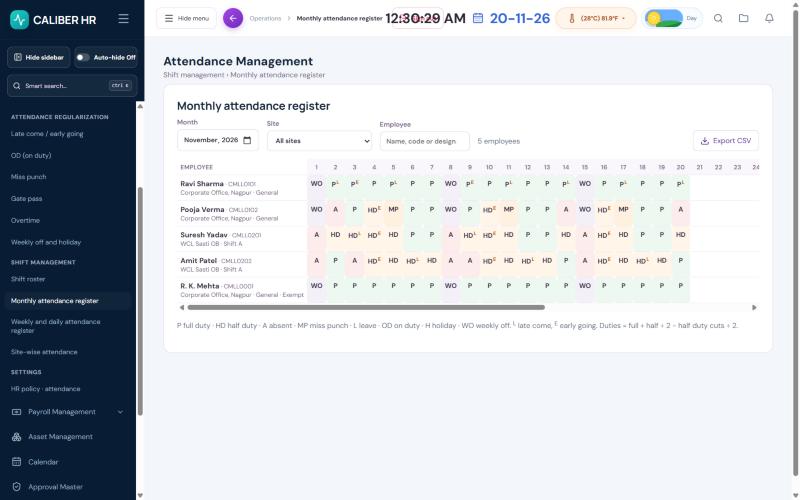 CALIBER HR
Hide sidebar
Auto-hide Off
Smart search...
ATTENDANCE REGULARIZATION
Late come / early going
OD (on duty)
Miss punch
Gate pass
Overtime
Weekly off and holiday
SHIFT MANAGEMENT
Shift roster
Monthly attendance register
Weekly and daily attendance
register
Site-wise attendance
SETTINGS
HR policy · attendance
Payroll Management
Asset Management
Calendar
Approval Master
Hide menu
Operations > Monthly attendance register
12:30:29 AM
20-11-26
(28°C) 81.9°F
Day
Attendance Management
Shift management › Monthly attendance register
Monthly attendance register
Month
Site
Employee
November, 2026
All sites
Name, code or design
5 employees
Export CSV
EMPLOYEE 1 2 3 4 5 6 7 8 9 10 11 12 13 14 15 16 17 18 19 20 21 22 23 24
Ravi Sharma · CMLL0101 WO P^L P^E P P^L P P WO P^E P P^L P P P^L WO P P^L P P P^L
Corporate Office, Nagpur · General
Pooja Verma · CMLL0102 WO A P HD^E MP P P WO P HD^E MP P P A WO HD^E MP P P A
Corporate Office, Nagpur · General
Suresh Yadav · CMLL0201 A HD HD^L HD^E HD P P A HD^L HD^E HD P P HD A HD^E HD P P HD
WCL Sasti OB · Shift A
Amit Patel · CMLL0202 A P A HD^E HD^L HD^L HD A A HD^E HD HD^L HD P A HD^E HD HD^L HD P
WCL Sasti OB · Shift A
R. K. Mehta · CMLL0001 WO P P P P P P WO P P P P P P WO P P P P P
Corporate Office, Nagpur · General · Exempt
P full duty · HD half duty · A absent · MP miss punch · L leave · OD on duty · H holiday · WO weekly off. ^L late come, ^E early going. Duties = full + half ÷ 2 − half duty cuts ÷ 2.